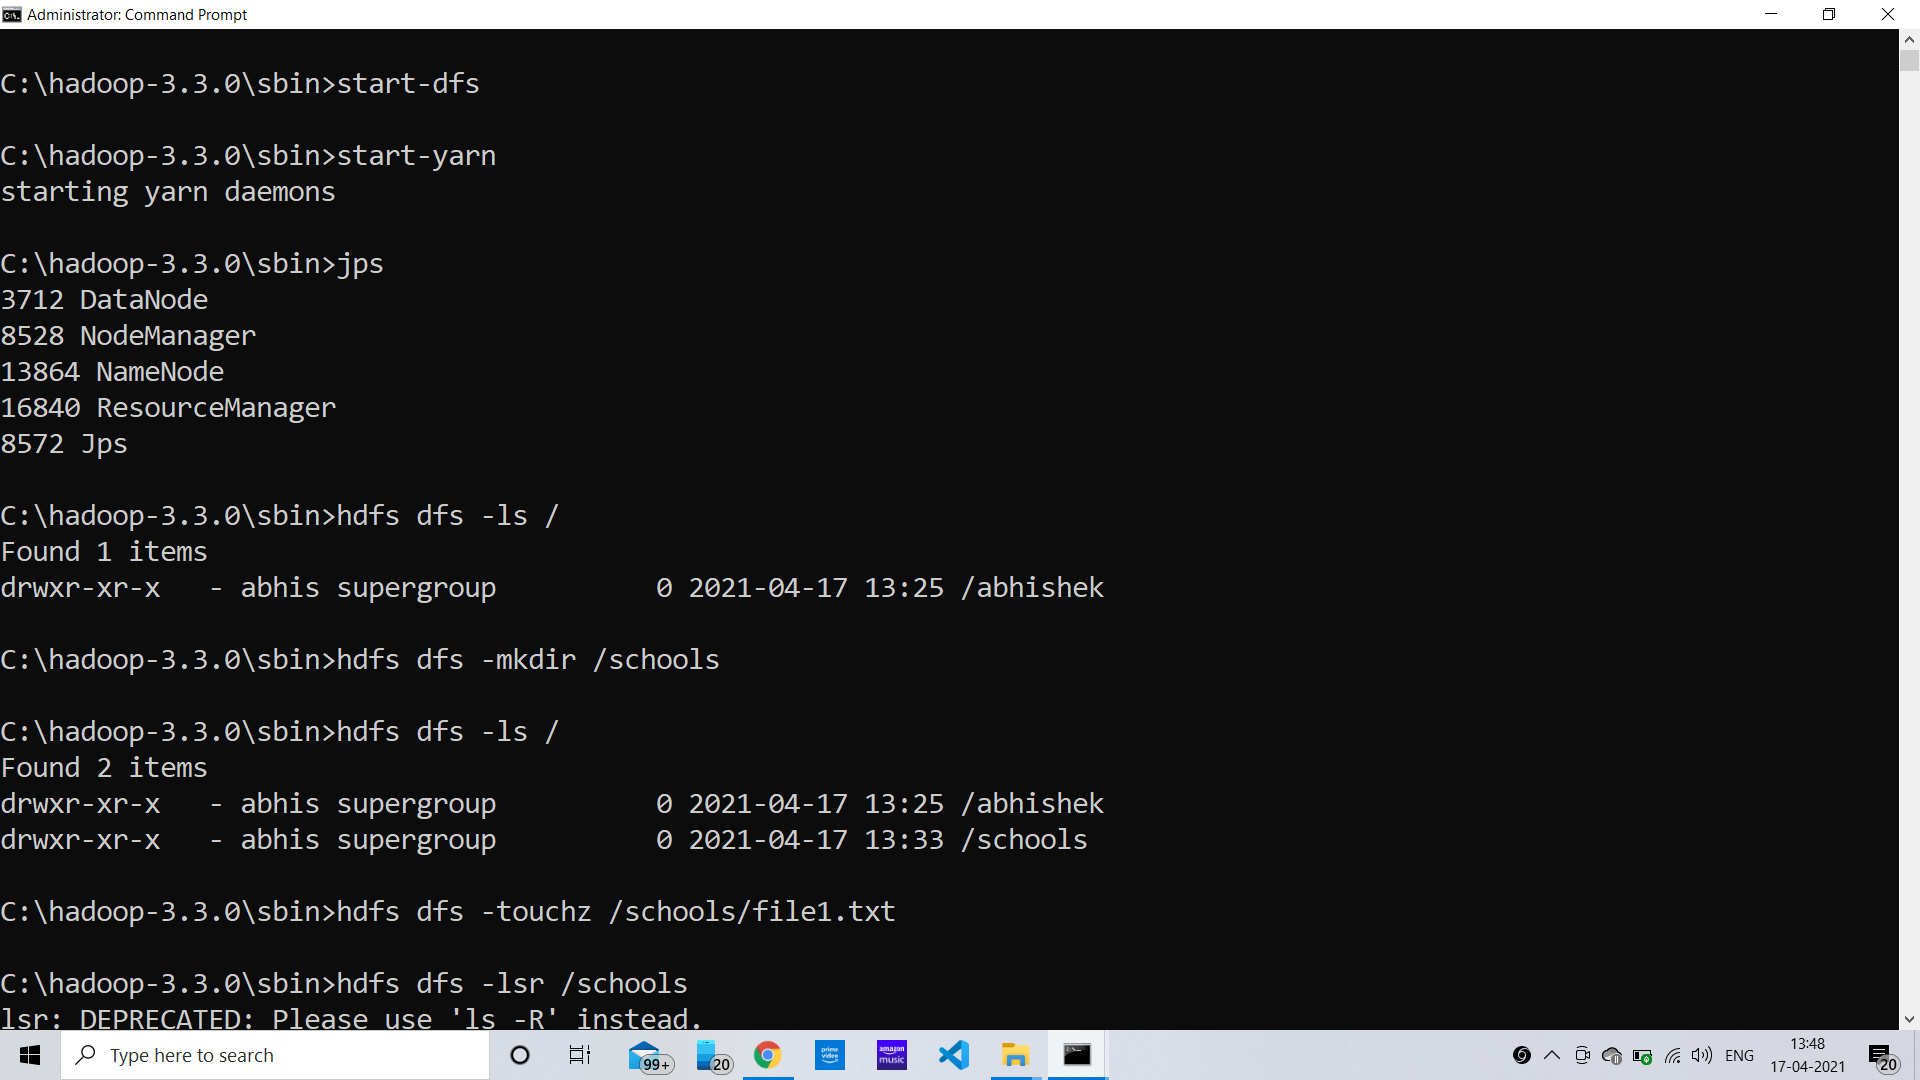 Administrator: Command Prompt
C:\hadoop-3.3.0\sbin>start-dfs
C:\hadoop-3.3.0\sbin>start-yarn
starting yarn daemons
C:\hadoop-3.3.0\sbin>jps
3712 DataNode
8528 NodeManager
13864 NameNode
16840 ResourceManager
8572 Jps
C:\hadoop-3.3.0\sbin>hdfs dfs -ls /
Found 1 items
drwxr-xr-x   - abhis supergroup          0 2021-04-17 13:25 /abhishek
C:\hadoop-3.3.0\sbin>hdfs dfs -mkdir /schools
C:\hadoop-3.3.0\sbin>hdfs dfs -ls /
Found 2 items
drwxr-xr-x   - abhis supergroup          0 2021-04-17 13:25 /abhishek
drwxr-xr-x   - abhis supergroup          0 2021-04-17 13:33 /schools
C:\hadoop-3.3.0\sbin>hdfs dfs -touchz /schools/file1.txt
C:\hadoop-3.3.0\sbin>hdfs dfs -lsr /schools
lsr: DEPRECATED: Please use 'ls -R' instead.
Type here to search
99+
20
prime video
amazon music
ENG
13:48
17-04-2021
20